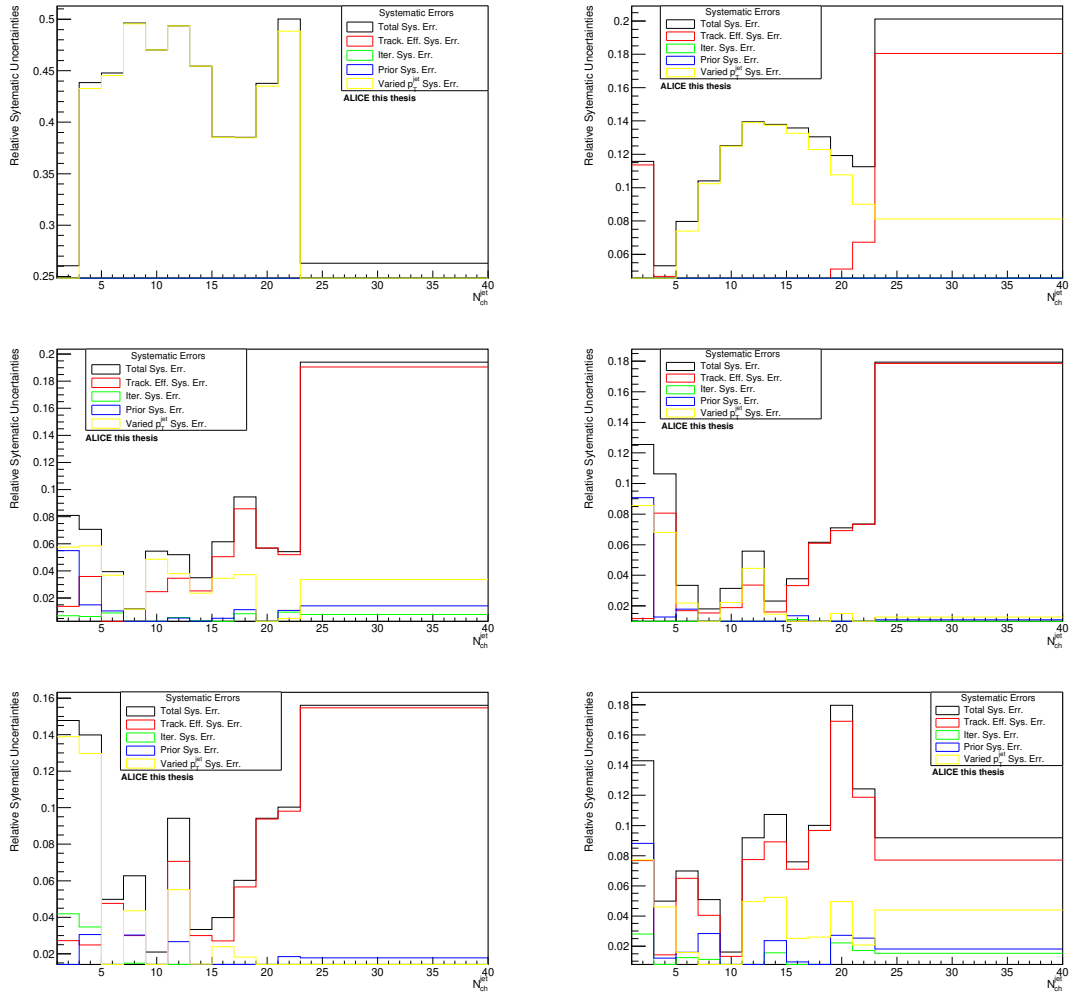 Relative Sytematic Uncertainties
0.5
0.45
0.4
0.35
0.3
0.25
Systematic Errors
Total Sys. Err.
Track. Eff Sys. Err.
Iter. Sys. Err.
Prior Sys. Err.
Varied p_T^jet Sys. Err.
ALICE this thesis
5 10 15 20 25 30 35 40
N_ch^jet
Relative Sytematic Uncertainties
0.2
0.18
0.16
0.14
0.12
0.1
0.08
0.06
Systematic Errors
Total Sys. Err.
Track. Eff. Sys. Err.
Iter. Sys. Err.
Prior Sys. Err.
Varied p_T^jet Sys. Err.
ALICE this thesis
5 10 15 20 25 30 35 40
N_ch^jet
Relative Sytematic Uncertainties
0.2
0.18
0.16
0.14
0.12
0.1
0.08
0.06
0.04
0.02
Systematic Errors
Total Sys. Err.
Track. Eff. Sys. Err.
Iter. Sys. Err.
Prior Sys. Err.
Varied p_T^jet Sys. Err.
ALICE this thesis
5 10 15 20 25 30 35 40
N_ch^jet
Relative Sytematic Uncertainties
0.18
0.16
0.14
0.12
0.1
0.08
0.06
0.04
0.02
Systematic Errors
Total Sys. Err.
Track. Eff. Sys. Err.
Iter. Sys. Err.
Prior Sys. Err.
Varied p_T^jet Sys. Err.
ALICE this thesis
5 10 15 20 25 30 35 40
N_ch^jet
Relative Sytematic Uncertainties
0.16
0.14
0.12
0.1
0.08
0.06
0.04
0.02
Systematic Errors
Total Sys. Err.
Track. Eff. Sys. Err.
Iter. Sys. Err.
Prior Sys. Err.
Varied p_T^jet Sys. Err.
ALICE this thesis
5 10 15 20 25 30 35 40
N_ch^jet
Relative Sytematic Uncertainties
0.18
0.16
0.14
0.12
0.1
0.08
0.06
0.04
0.02
Systematic Errors
Total Sys. Err.
Track. Eff. Sys. Err.
Iter. Sys. Err.
Prior Sys. Err.
Varied p_T^jet Sys. Err.
ALICE this thesis
5 10 15 20 25 30 35 40
N_ch^jet